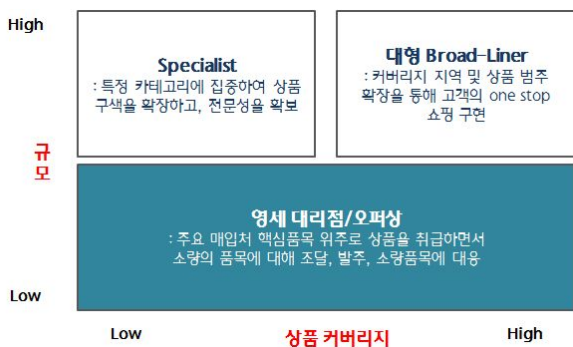 High
Specialist
: 특정 카테고리에 집중하여 상품
구색을 확장하고, 전문성을 확보
대형 Broad-Liner
: 커버리지 지역 및 상품 범주
확장을 통해 고객의 one stop
쇼핑 구현
규
모
영세 대리점/오퍼상
: 주요 매입처 핵심품목 위주로 상품을 취급하면서
소량의 품목에 대해 조달, 발주, 소량품목에 대응
Low
Low
상품 커버리지
High